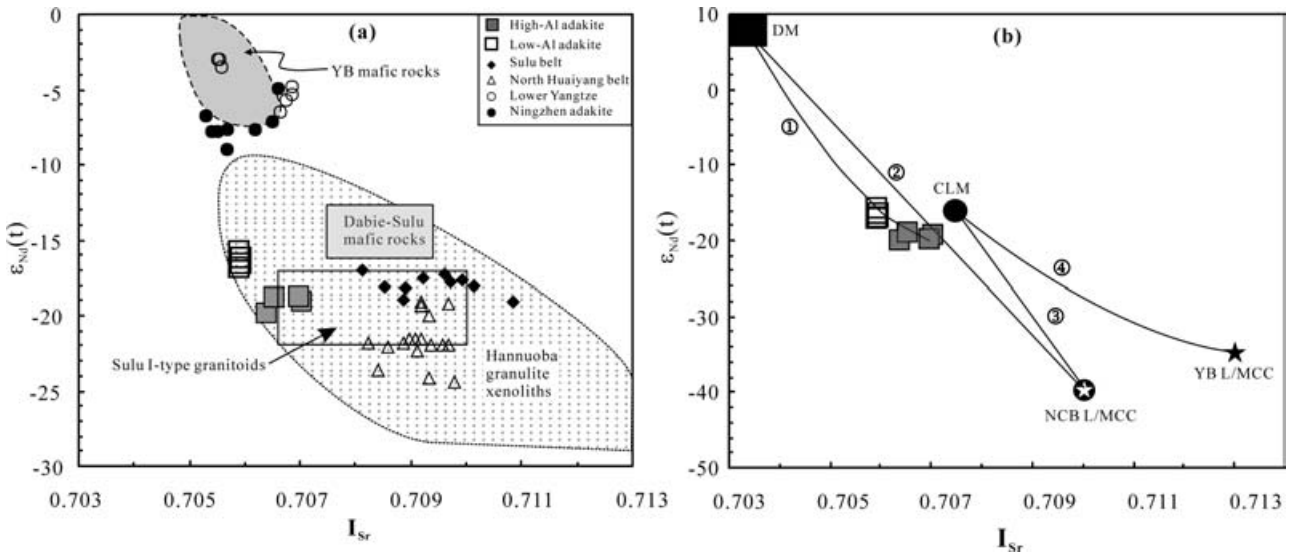 (a)
High-Al adakite
Low-Al adakite
Sulu belt
North Huaiyang belt
Lower Yangtze
Ningzhen adakite
YB mafic rocks
Dabie-Sulu
mafic rocks
Sulu I-type granitoids
Hannuoba
granulite
xenoliths
0
-5
-10
-15
-20
-25
-30
εNd(t)
0.703
0.705
0.707
0.709
0.711
0.713
ISr
(b)
DM
①
②
CLM
④
③
YB L/MCC
NCB L/MCC
10
0
-10
-20
-30
-40
-50
εNd(t)
0.703
0.705
0.707
0.709
0.711
0.713
ISr